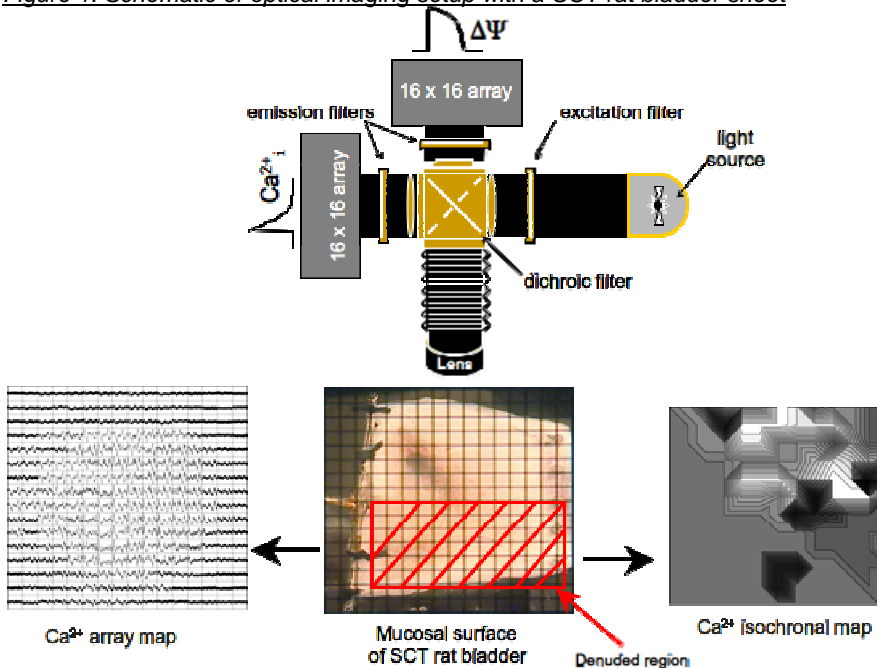 Figure 1. Schematic of optical imaging setup with a SCT rat bladder sheet
ΔΨ
16 x 16 array
emission filters
excitation filter
light
source
Ca²⁺ᵢ
16 x 16 array
dichroic filter
Lens
Ca²⁺ array map
Mucosal surface
of SCT rat bladder
Denuded region
Ca²⁺ isochronal map